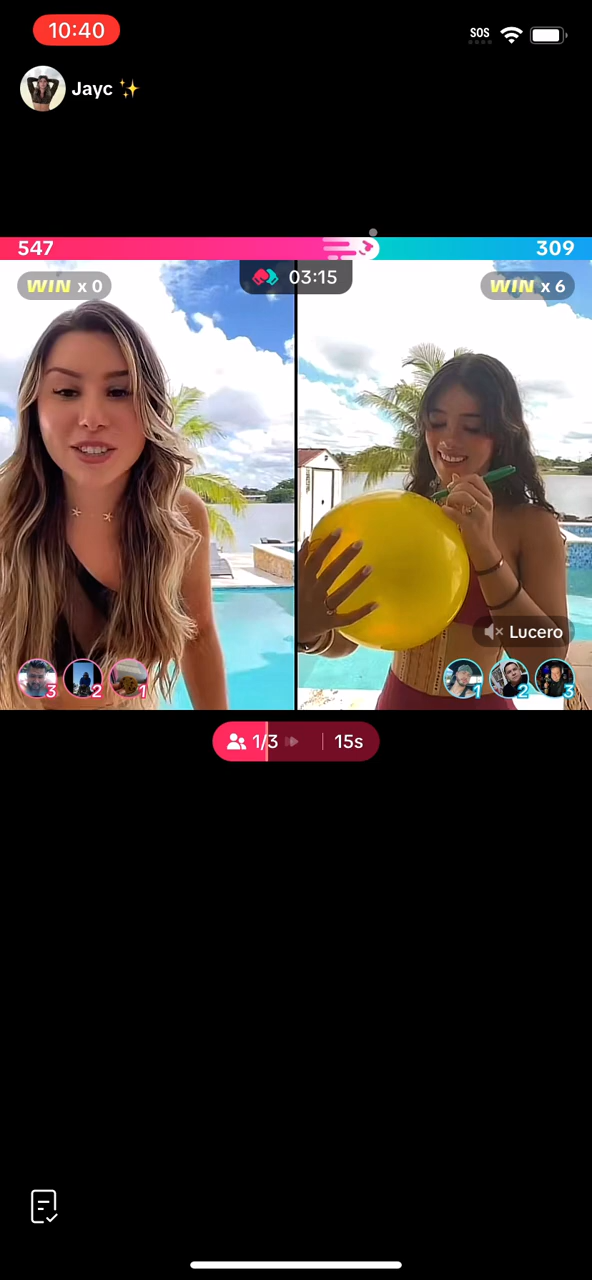 10:40
SOS
Jayc ✨
547
309
WIN x 0
03:15
WIN x 6
Lucero
3
2
1
1
2
3
1/3
15s